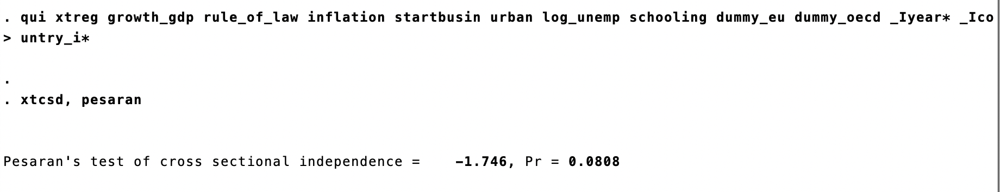 . qui xtreg growth_gdp rule_of_law inflation startbusin urban log_unemp schooling dummy_eu dummy_oecd _Iyear* _Ico
> untry_i*
.
. xtcsd, pesaran
Pesaran's test of cross sectional independence =    -1.746, Pr = 0.0808